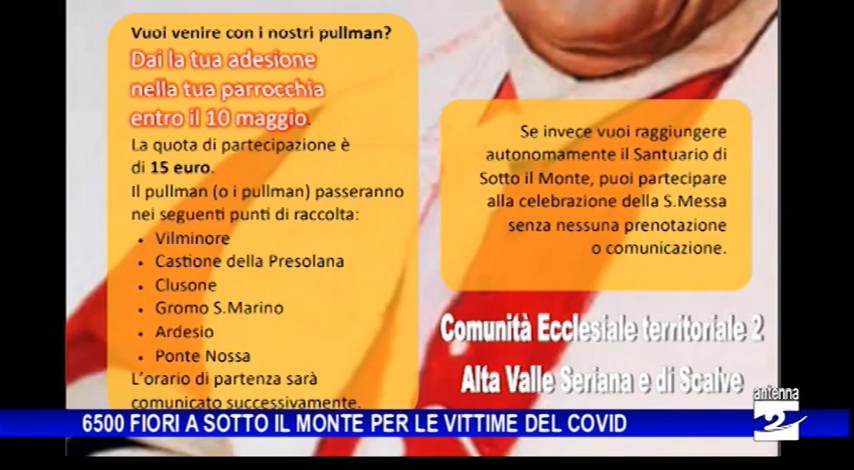 Vuoi venire con i nostri pullman?
Dai la tua adesione
nella tua parrocchia
entro il 10 maggio.
La quota di partecipazione è
di 15 euro.
Il pullman (o i pullman) passeranno
nei seguenti punti di raccolta:
• Vilminore
• Castione della Presolana
• Clusone
• Gromo S.Marino
• Ardesio
• Ponte Nossa
L'orario di partenza sarà
comunicato successivamente.
Se invece vuoi raggiungere
autonomamente il Santuario di
Sotto il Monte, puoi partecipare
alla celebrazione della S.Messa
senza nessuna prenotazione
o comunicazione.
Comunità Ecclesiale territoriale 2
Alta Valle Seriana e di Scalve
antenna
2
6500 FIORI A SOTTO IL MONTE PER LE VITTIME DEL COVID